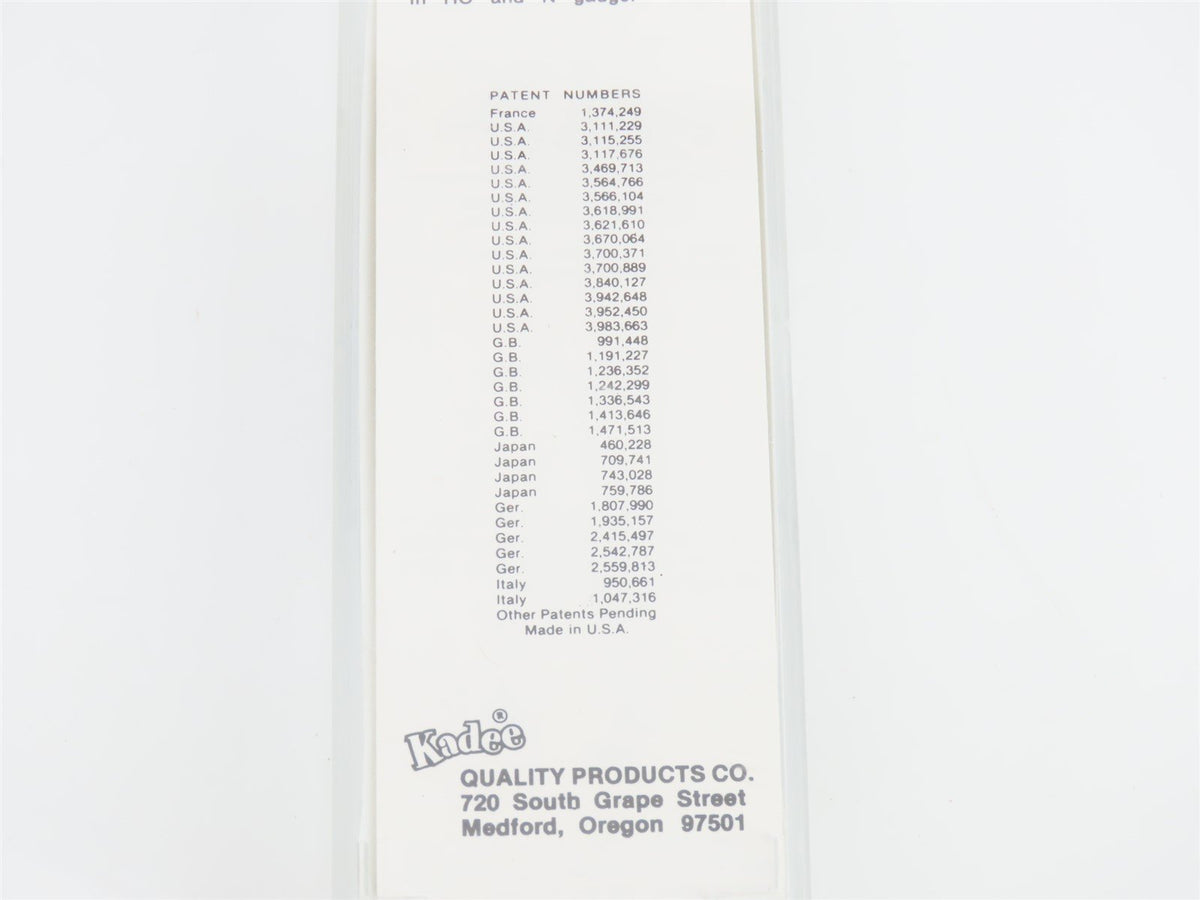 in HO and N gauge.
PATENT NUMBERS
France 1,374,249
U.S.A. 3,111,229
U.S.A. 3,115,255
U.S.A. 3,117,676
U.S.A. 3,469,713
U.S.A. 3,564,766
U.S.A. 3,566,104
U.S.A. 3,618,991
U.S.A. 3,621,610
U.S.A. 3,670,064
U.S.A. 3,700,371
U.S.A. 3,700,889
U.S.A. 3,840,127
U.S.A. 3,942,648
U.S.A. 3,952,450
U.S.A. 3,983,663
G.B. 991,448
G.B. 1,191,227
G.B. 1,236,352
G.B. 1,242,299
G.B. 1,336,543
G.B. 1,413,646
G.B. 1,471,513
Japan 460,228
Japan 709,741
Japan 743,028
Japan 759,786
Ger. 1,807,990
Ger. 1,935,157
Ger. 2,415,497
Ger. 2,542,787
Ger. 2,559,813
Italy 950,661
Italy 1,047,316
Other Patents Pending
Made in U.S.A.
Kadee®
QUALITY PRODUCTS CO.
720 South Grape Street
Medford, Oregon 97501